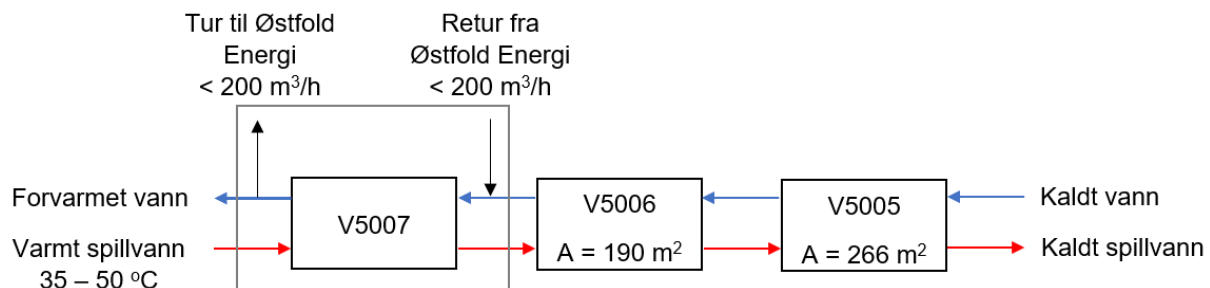 Tur til Østfold
Energi
< 200 m³/h
Retur fra
Østfold Energi
< 200 m³/h
Forvarmet vann
Varmt spillvann
35 – 50 ºC
V5007
V5006
A = 190 m²
V5005
A = 266 m²
Kaldt vann
Kaldt spillvann